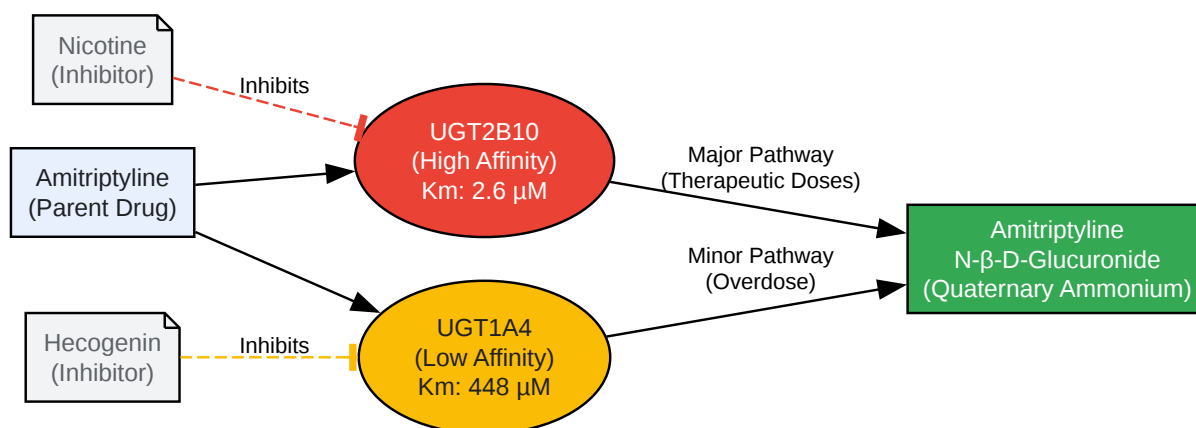 Nicotine
(Inhibitor)
Inhibits
UGT2B10
(High Affinity)
Km: 2.6 µM
Amitriptyline
(Parent Drug)
Major Pathway
(Therapeutic Doses)
Amitriptyline
N-β-D-Glucuronide
(Quaternary Ammonium)
Minor Pathway
(Overdose)
Hecogenin
(Inhibitor)
Inhibits
UGT1A4
(Low Affinity)
Km: 448 µM